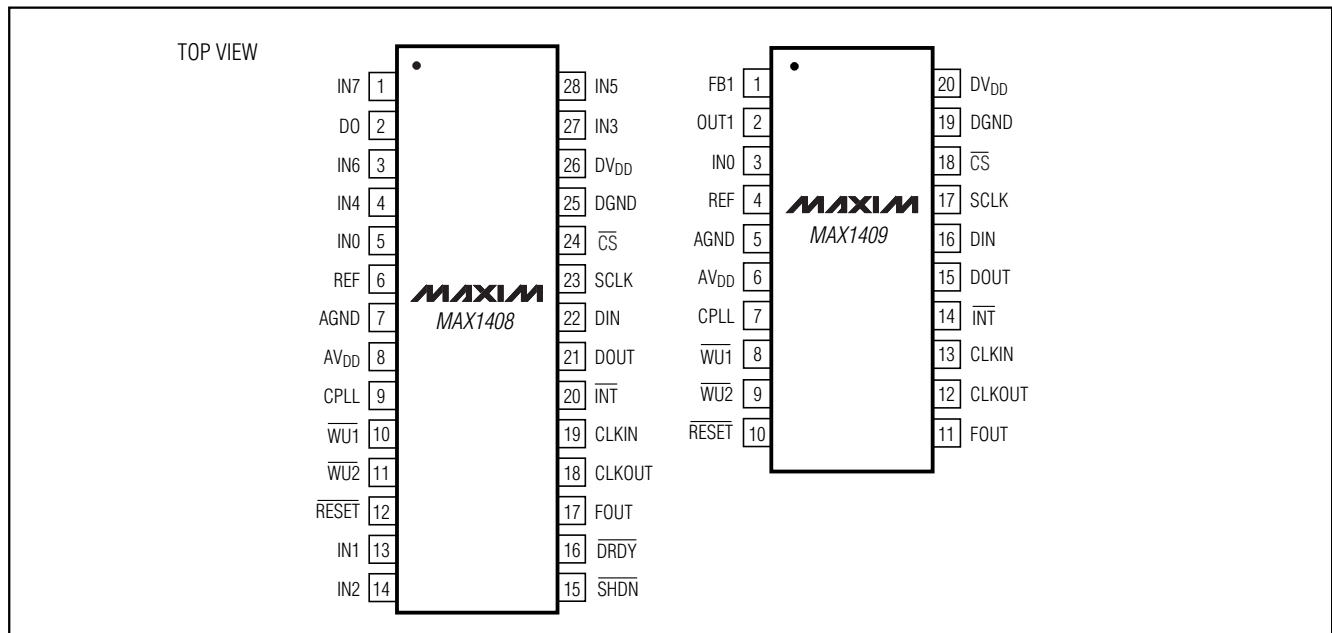 TOP VIEW
IN7 1
DO 2
IN6 3
IN4 4
IN0 5
REF 6
AGND 7
AVDD 8
CPLL 9
WU1 10
WU2 11
RESET 12
IN1 13
IN2 14
MAXIM
MAX1408
28 IN5
27 IN3
26 DVDD
25 DGND
24 CS
23 SCLK
22 DIN
21 DOUT
20 INT
19 CLKIN
18 CLKOUT
17 FOUT
16 DRDY
15 SHDN
FB1 1
OUT1 2
IN0 3
REF 4
AGND 5
AVDD 6
CPLL 7
WU1 8
WU2 9
RESET 10
MAXIM
MAX1409
20 DVDD
19 DGND
18 CS
17 SCLK
16 DIN
15 DOUT
14 INT
13 CLKIN
12 CLKOUT
11 FOUT